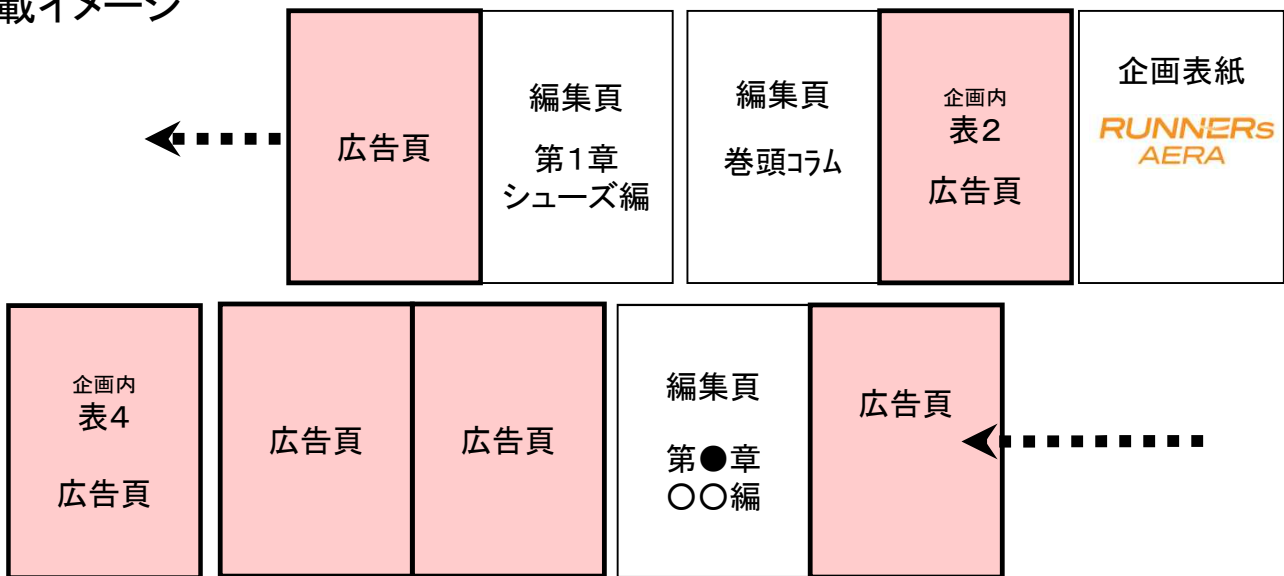 載イメージ
企画表紙
RUNNERs
AERA
企画内
表2
広告頁
編集頁
巻頭コラム
編集頁
第1章
シューズ編
広告頁
広告頁
編集頁
第●章
〇〇編
広告頁
広告頁
企画内
表4
広告頁